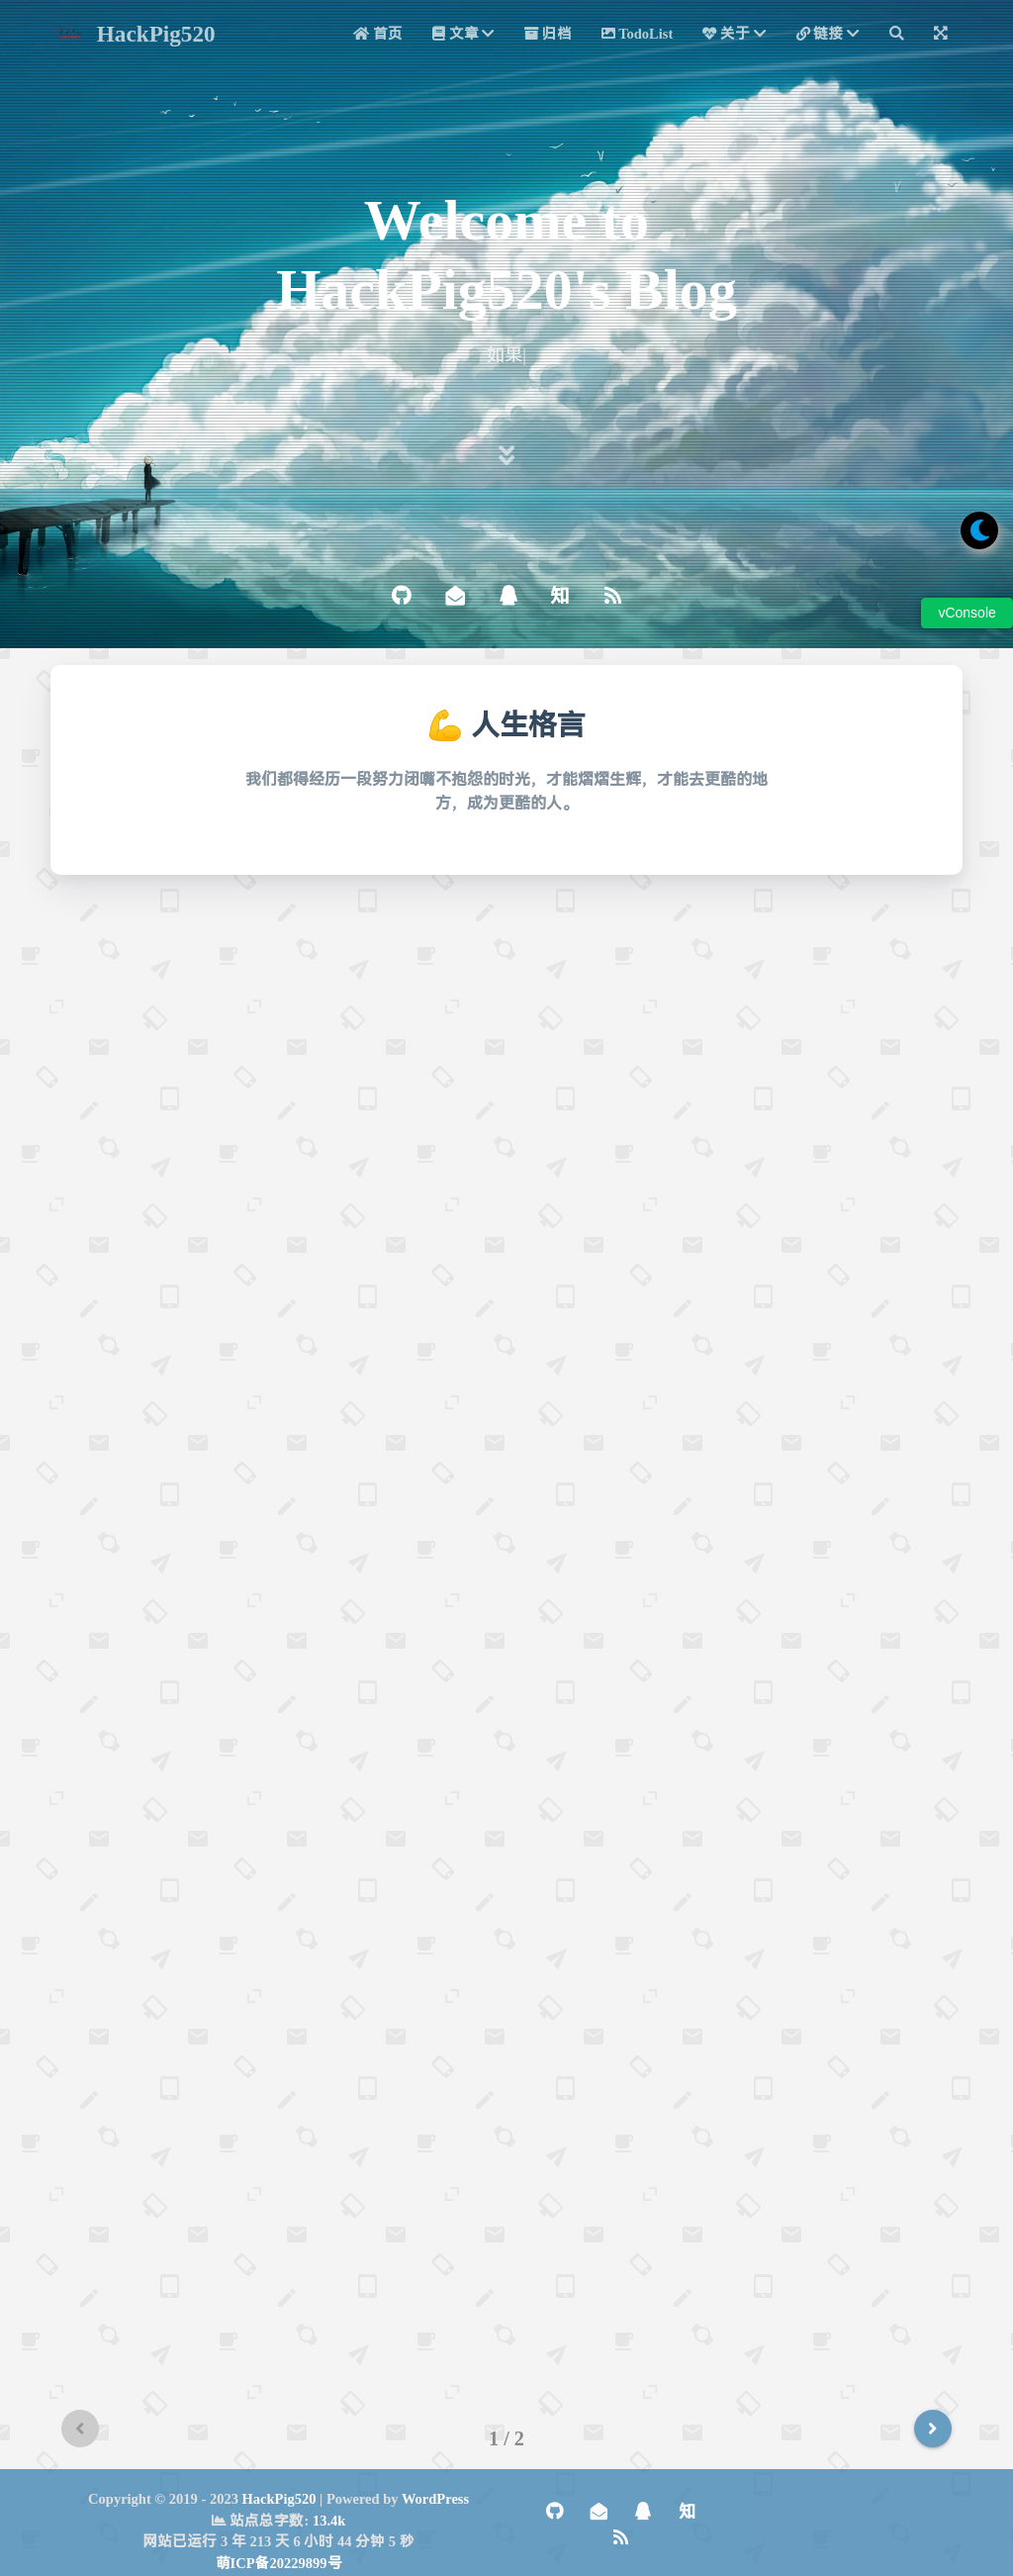 HackPig520
首页 文章 归档 TodoList 关于 链接
Welcome to
HackPig520's Blog
如果|
知
vConsole
💪 人生格言
我们都得经历一段努力闭嘴不抱怨的时光，才能熠熠生辉，才能去更酷的地
方，成为更酷的人。
1 / 2
Copyright © 2019 - 2023 HackPig520 | Powered by WordPress
站点总字数: 13.4k
网站已运行 3 年 213 天 6 小时 44 分钟 5 秒
萌ICP备20229899号
知